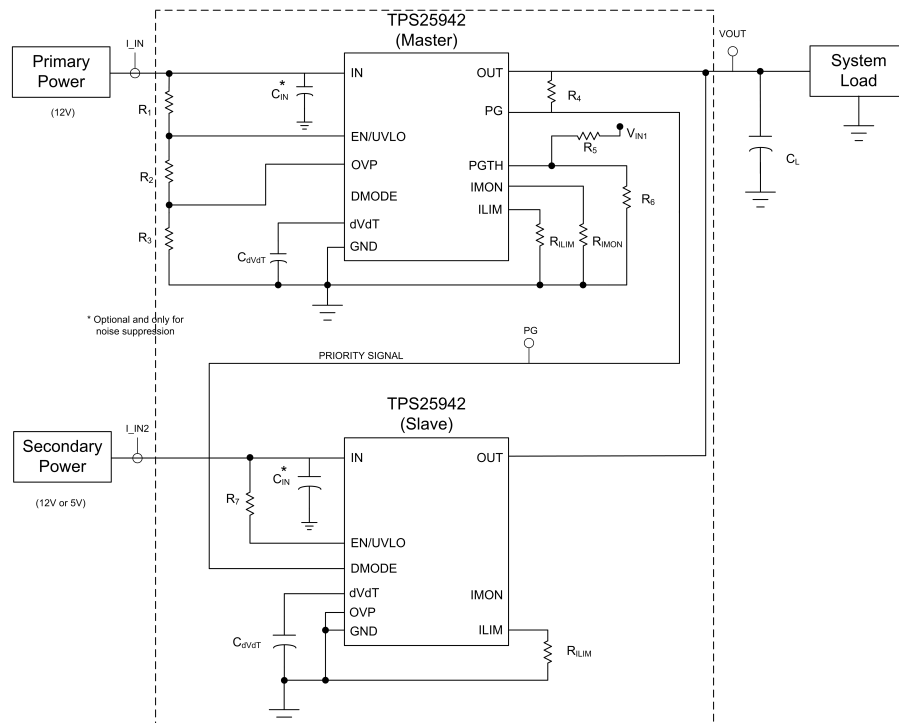 TPS25942
(Master)
I_IN
VOUT
Primary
Power
(12V)
System
Load
IN
OUT
*
CIN
R1
R4
PG
EN/UVLO
VIN1
R5
OVP
PGTH
R2
CL
IMON
R6
DMODE
ILIM
dVdT
R3
RILIM
RIMON
GND
CdVdT
* Optional and only for
noise suppression
PG
PRIORITY SIGNAL
TPS25942
(Slave)
I_IN2
Secondary
Power
(12V or 5V)
IN
OUT
*
CIN
R7
EN/UVLO
DMODE
dVdT
IMON
OVP
GND
ILIM
CdVdT
RILIM